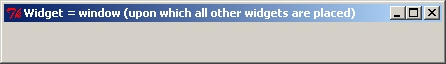 Widget = window (upon which all other widgets are placed)